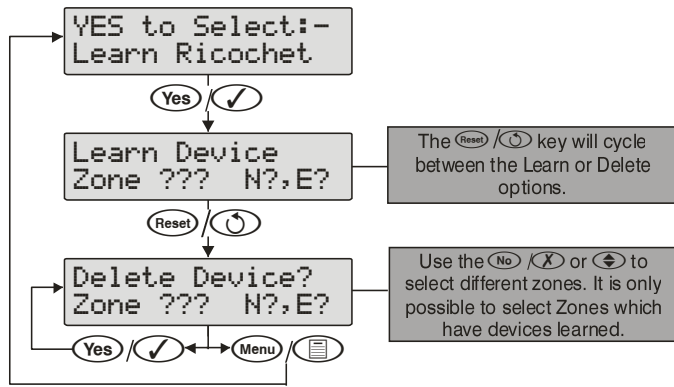 YES to Select:-
Learn Ricochet
Yes
Learn Device
Zone ???  N?,E?
The Reset / key will cycle
between the Learn or Delete
options.
Reset
Delete Device?
Zone ???  N?,E?
Use the No / X or to
select different zones. It is only
possible to select Zones which
have devices learned.
Yes
Menu